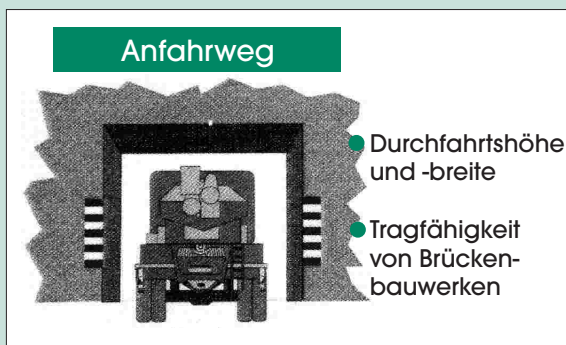 Anfahrweg
Durchfahrtshöhe
und -breite
Tragfähigkeit
von Brücken-
bauwerken